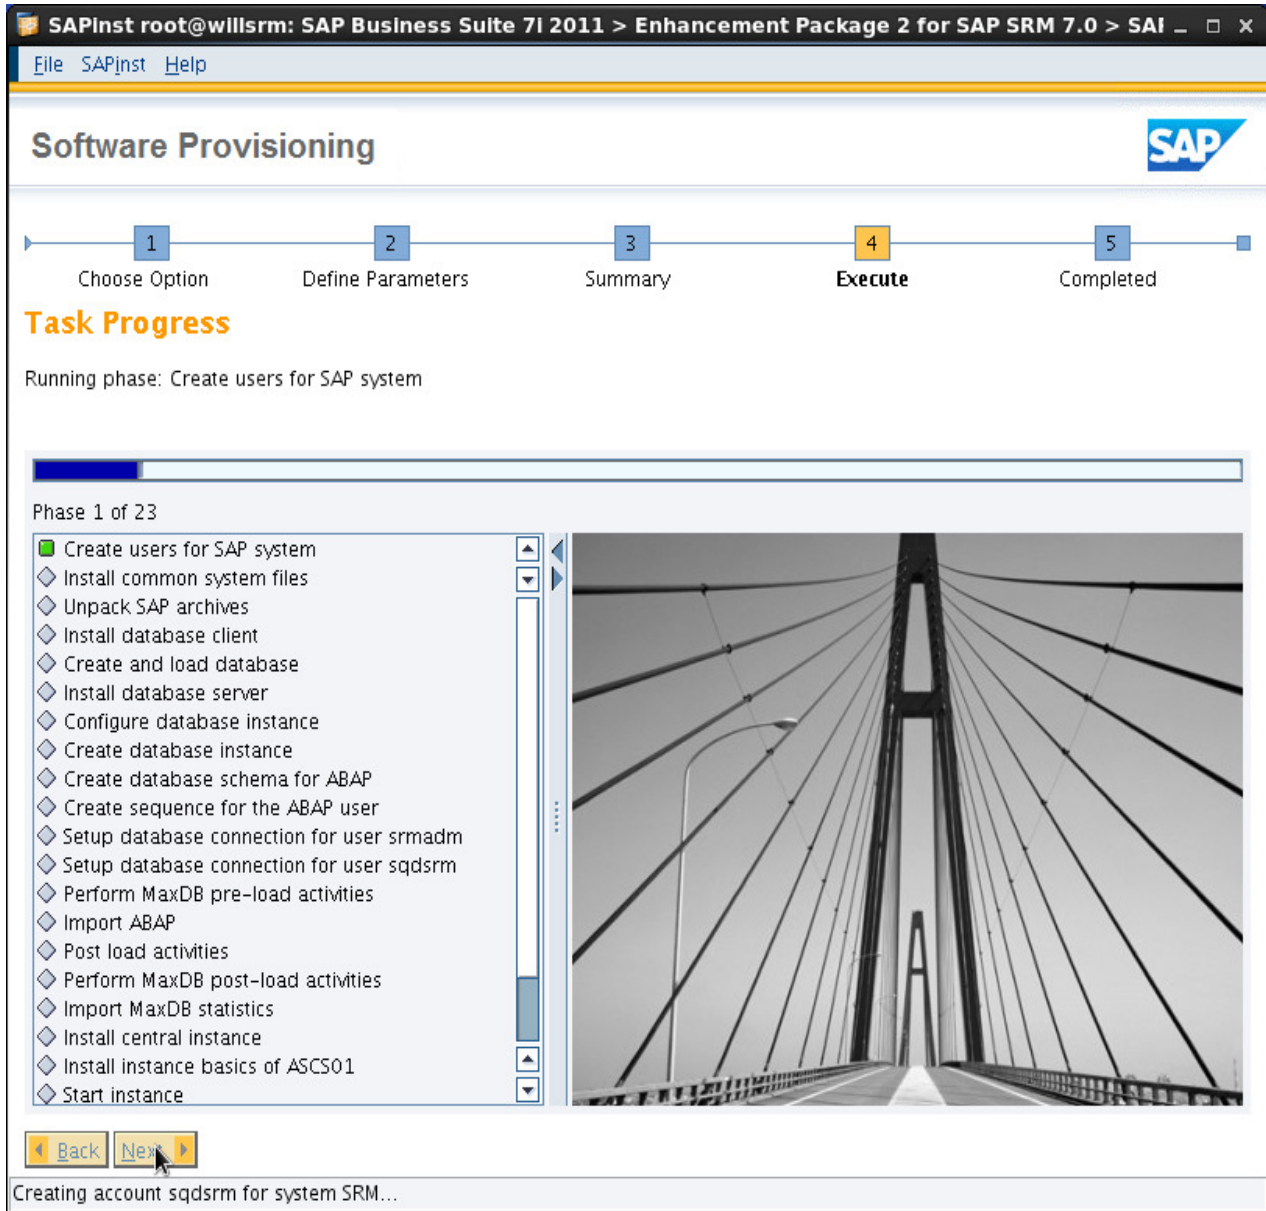 SAPinst root@willsrm: SAP Business Suite 7i 2011 > Enhancement Package 2 for SAP SRM 7.0 > SAI
File SAPinst Help
Software Provisioning
SAP
1 2 3 4 5
Choose Option Define Parameters Summary Execute Completed
Task Progress
Running phase: Create users for SAP system
Phase 1 of 23
Create users for SAP system
Install common system files
Unpack SAP archives
Install database client
Create and load database
Install database server
Configure database instance
Create database instance
Create database schema for ABAP
Create sequence for the ABAP user
Setup database connection for user srmadm
Setup database connection for user sqdsrm
Perform MaxDB pre-load activities
Import ABAP
Post load activities
Perform MaxDB post-load activities
Import MaxDB statistics
Install central instance
Install instance basics of ASCS01
Start instance
Back Next
Creating account sqdsrm for system SRM...